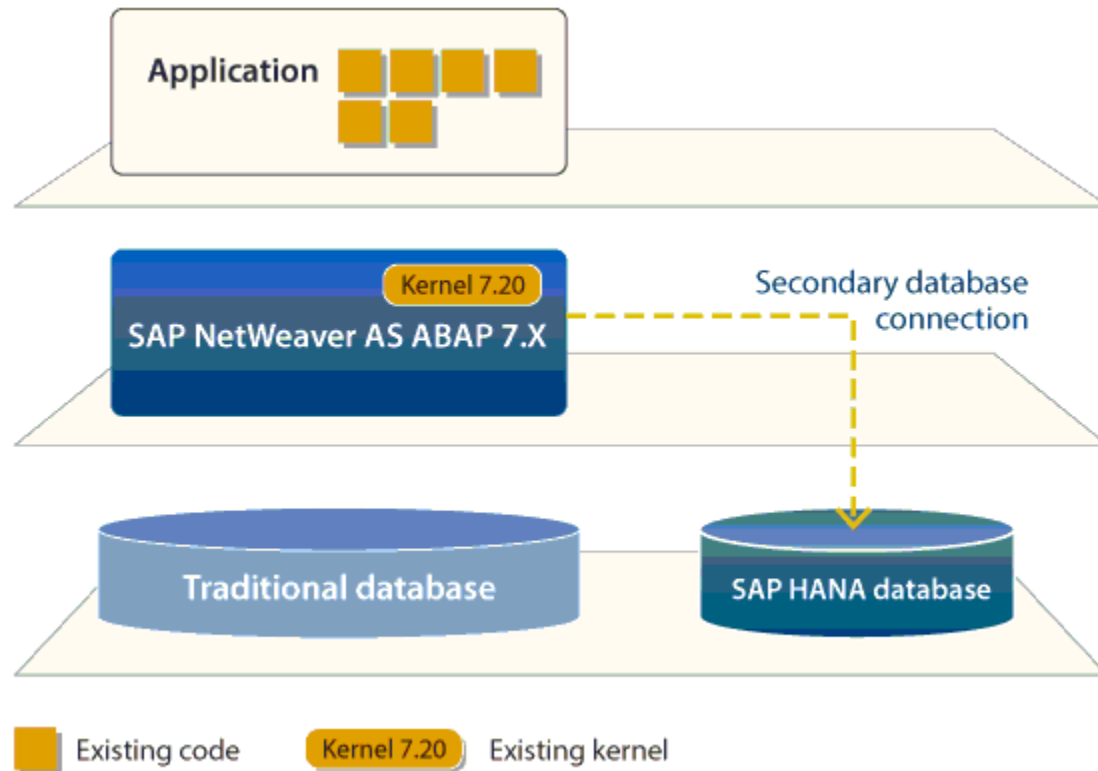 Application
Kernel 7.20
SAP NetWeaver AS ABAP 7.X
Secondary database
connection
Traditional database
SAP HANA database
Existing code
Kernel 7.20
Existing kernel